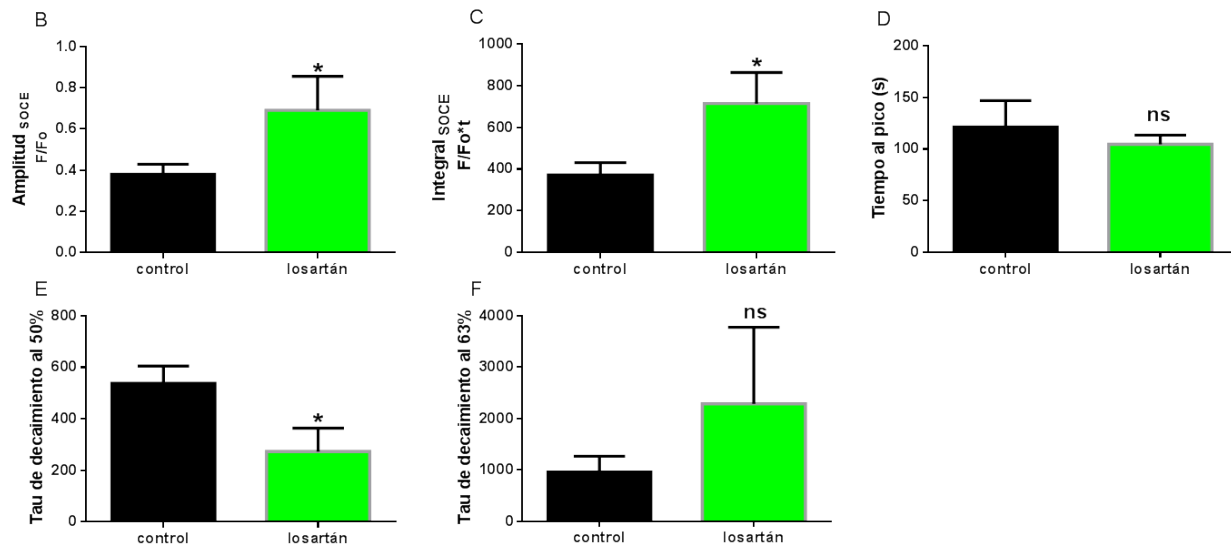 B
Amplitud SOCE
F/Fo
1.0
0.8
0.6
0.4
0.2
0.0
*
control
losartán
C
Integral SOCE
F/Fo*t
1000
800
600
400
200
0
*
control
losartán
D
Tiempo al pico (s)
200
150
100
50
0
ns
control
losartán
E
Tau de decaimiento al 50%
800
600
400
200
0
*
control
losartán
F
Tau de decaimiento al 63%
4000
3000
2000
1000
0
ns
control
losartán